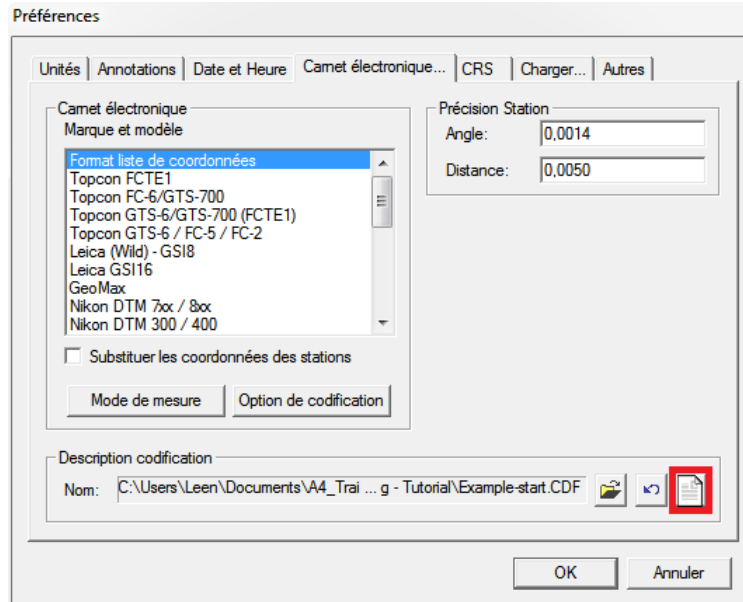 Préférences
Unités Annotations Date et Heure Carnet électronique... CRS Charger... Autres
Carnet électronique
Marque et modèle
Format liste de coordonnées
Topcon FCTE1
Topcon FC-6/GTS-700
Topcon GTS-6/GTS-700 (FCTE1)
Topcon GTS-6 / FC-5 / FC-2
Leica (Wild) - GSI8
Leica GSI16
GeoMax
Nikon DTM 7xx / 8xx
Nikon DTM 300 / 400
Substituer les coordonnées des stations
Mode de mesure Option de codification
Précision Station
Angle: 0,0014
Distance: 0,0050
Description codification
Nom: C:\Users\Leen\Documents\A4_Trai ... g - Tutorial\Example-start.CDF
OK Annuler